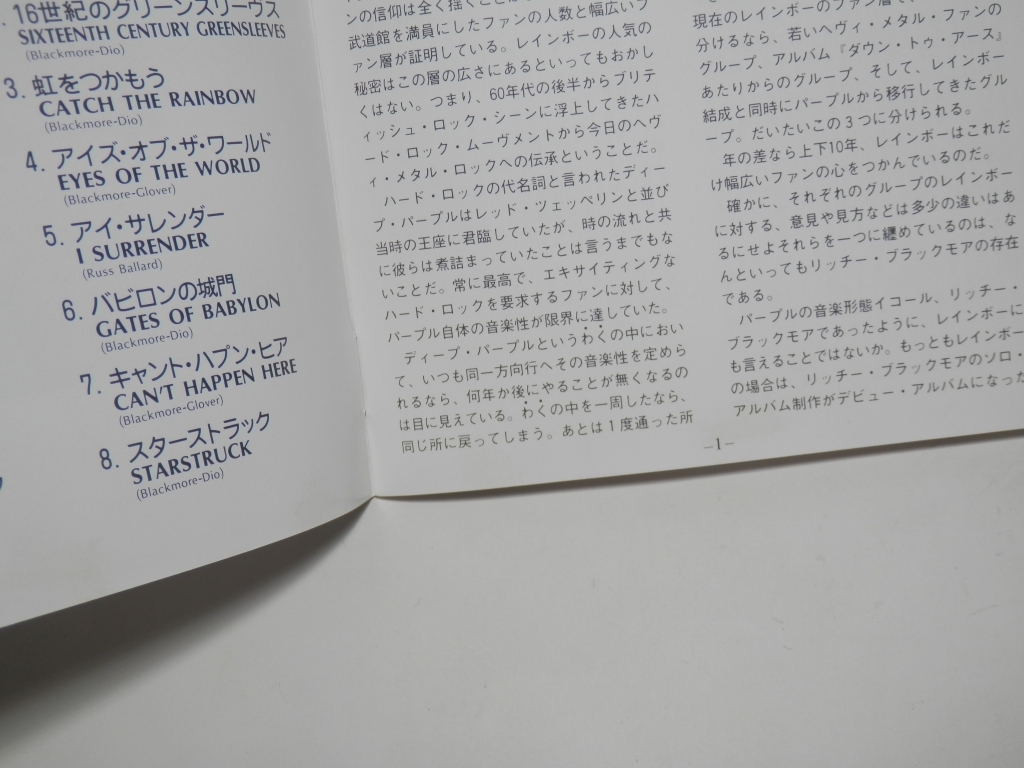 16世紀のグリーンスリーヴス
SIXTEENTH CENTURY GREENSLEEVES
(Blackmore-Dio)
3. 虹をつかもう
CATCH THE RAINBOW
(Blackmore-Dio)
4. アイズ・オブ・ザ・ワールド
EYES OF THE WORLD
(Blackmore-Glover)
5. アイ・サレンダー
I SURRENDER
(Russ Ballard)
6. バビロンの城門
GATES OF BABYLON
(Blackmore-Dio)
7. キャント・ハプン・ヒア
CAN'T HAPPEN HERE
(Blackmore-Glover)
8. スターストラック
STARSTRUCK
(Blackmore-Dio)
ンの信仰は全く揺くことは
武道館を満員にしたファンの人数と幅広いフ
ァン層が証明している。レインボーの人気の
秘密はこの層の広さにあるといってもおかし
くはない。つまり、60年代の後半からブリテ
ィッシュ・ロック・シーンに浮上してきたハ
ード・ロック・ムーヴメントから今日のヘヴ
ィ・メタル・ロックへの伝承ということだ。
ハード・ロックの代名詞と言われたディー
プ・パープルはレッド・ツェッペリンと並び
当時の王座に君臨していたが、時の流れと共
に彼らは煮詰まっていたことは言うまでもな
いことだ。常に最高で、エキサイティングな
ハード・ロックを要求するファンに対して、
パープル自体の音楽性が限界に達していた。
ディープ・パープルというわくの中におい
て、いつも同一方向行へその音楽性を定めら
れるなら、何年か後にやることが無くなるの
は目に見えている。わくの中を一周したなら、
同じ所に戻ってしまう。あとは1度通った所
現在のレインボーのファン層で、
分けるなら、若いヘヴィ・メタル・ファンの
グループ、アルバム『ダウン・トゥ・アース』
あたりからのグループ、そして、レインボー
結成と同時にパープルから移行してきたグル
ープ。だいたいこの3つに分けられる。
年の差なら上下10年、レインボーはこれだ
け幅広いファンの心をつかんでいるのだ。
確かに、それぞれのグループのレインボー
に対する、意見や見方などは多少の違いはあ
るにせよそれらを一つに纏めているのは、な
んといってもリッチー・ブラックモアの存在
である。
パープルの音楽形態イコール、リッチー・
ブラックモアであったように、レインボーに
も言えることではないか。もっともレインボー
の場合は、リッチー・ブラックモアのソロ・
アルバム制作がデビュー・アルバムになった
–1–